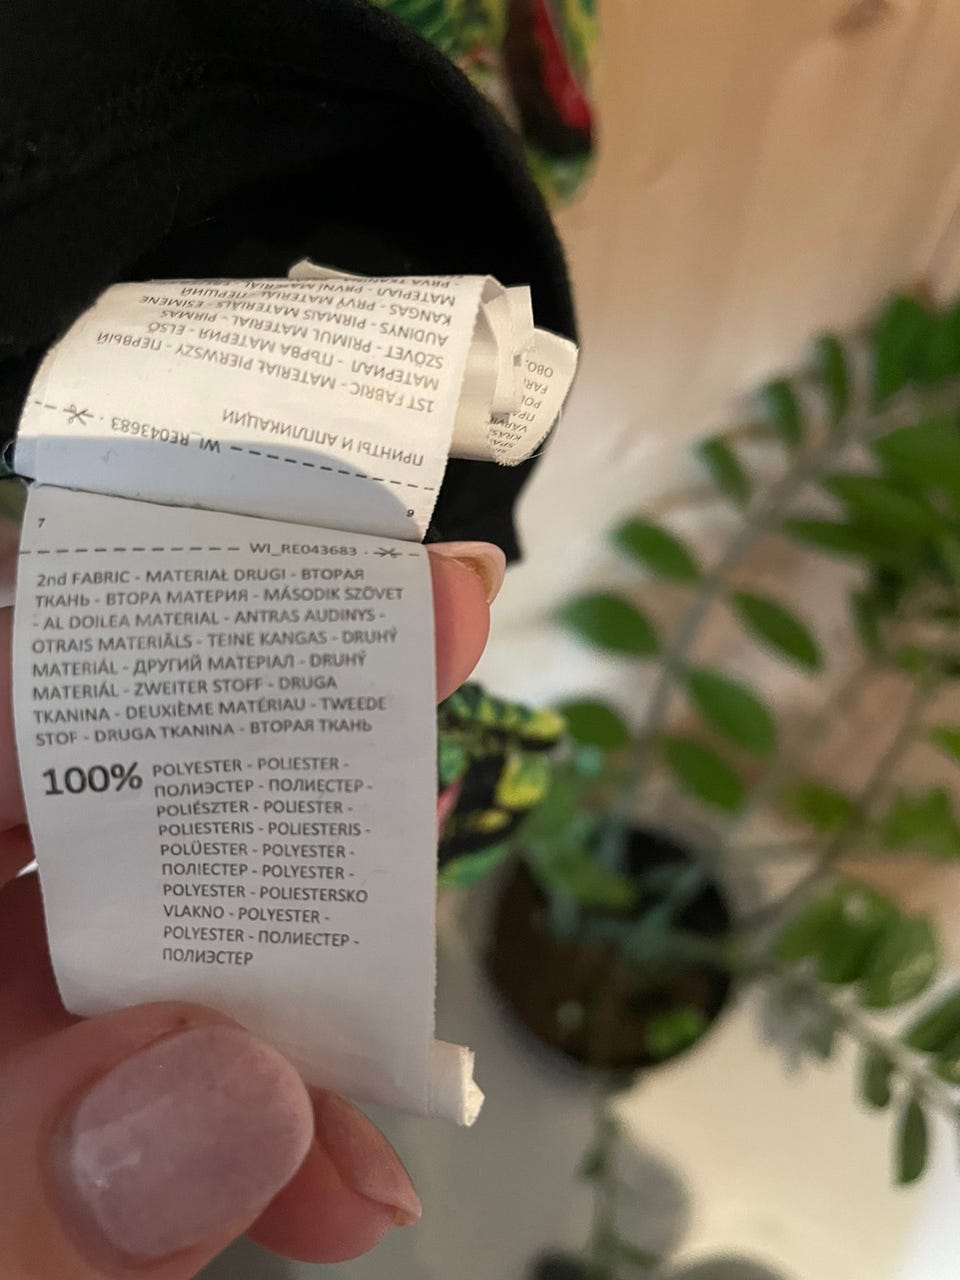 PRVNÍ MATERIÁL
МАТЕРІАЛ - PRVÝ MATERIÁL - ПЕРШИЙ
KANGAS - PIRMAIS MATERIĀLS - ESIMENE
AUDINYS - PRIMUL MATERIAL - PIRMAS
SZÖVET - ПЪРВА МАТЕРИЯ - ELSŐ
МАТЕРИАЛ
1ST FABRIC - MATERIAŁ PIERWSZY - ПЕРВЫЙ
ПРИНТЫ И АППЛИКАЦИИ
WI_RE043683
6
080.
7
WI_RE043683
2nd FABRIC - MATERIAŁ DRUGI - ВТОРАЯ
ТКАНЬ - ВТОРА МАТЕРИЯ - MÁSODIK SZÖVET
- AL DOILEA MATERIAL - ANTRAS AUDINYS -
OTRAIS MATERIĀLS - TEINE KANGAS - DRUHÝ
MATERIÁL - ДРУГИЙ МАТЕРІАЛ - DRUHÝ
MATERIÁL - ZWEITER STOFF - DRUGA
TKANINA - DEUXIÈME MATÉRIAU - TWEEDE
STOF - DRUGA TKANINA - ВТОРАЯ ТКАНЬ
100% POLYESTER - POLIESTER -
ПОЛИЭСТЕР - ПОЛИЕСТЕР -
POLIÉSZTER - POLIESTER -
POLIESTERIS - POLIESTERIS -
POLÜESTER - POLYESTER -
ПОЛІЕСТЕР - POLYESTER -
POLYESTER - POLIESTERSKO
VLAKNO - POLYESTER -
POLYESTER - ПОЛИЕСТЕР -
ПОЛИЭСТЕР